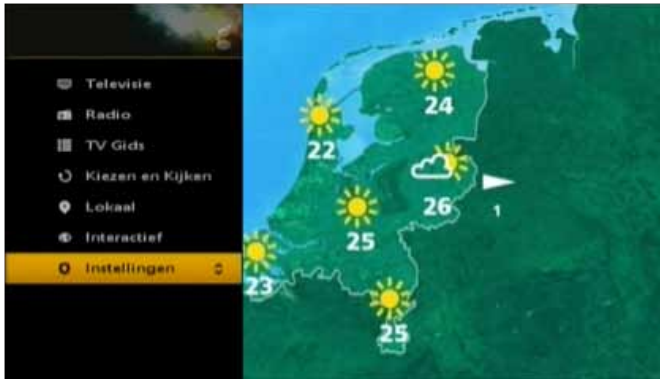 Televisie
Radio
TV Gids
Kiezen en Kijken
Lokaal
Interactief
Instellingen
24
22
26
1
25
23
25